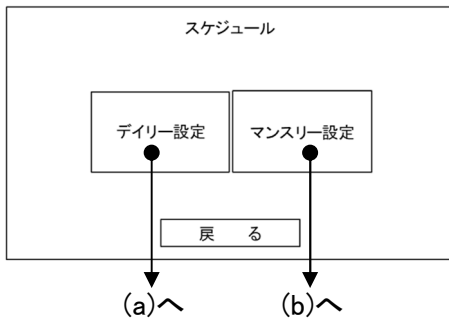 スケジュール
デイリー設定 マンスリー設定
戻　る
(a)へ (b)へ